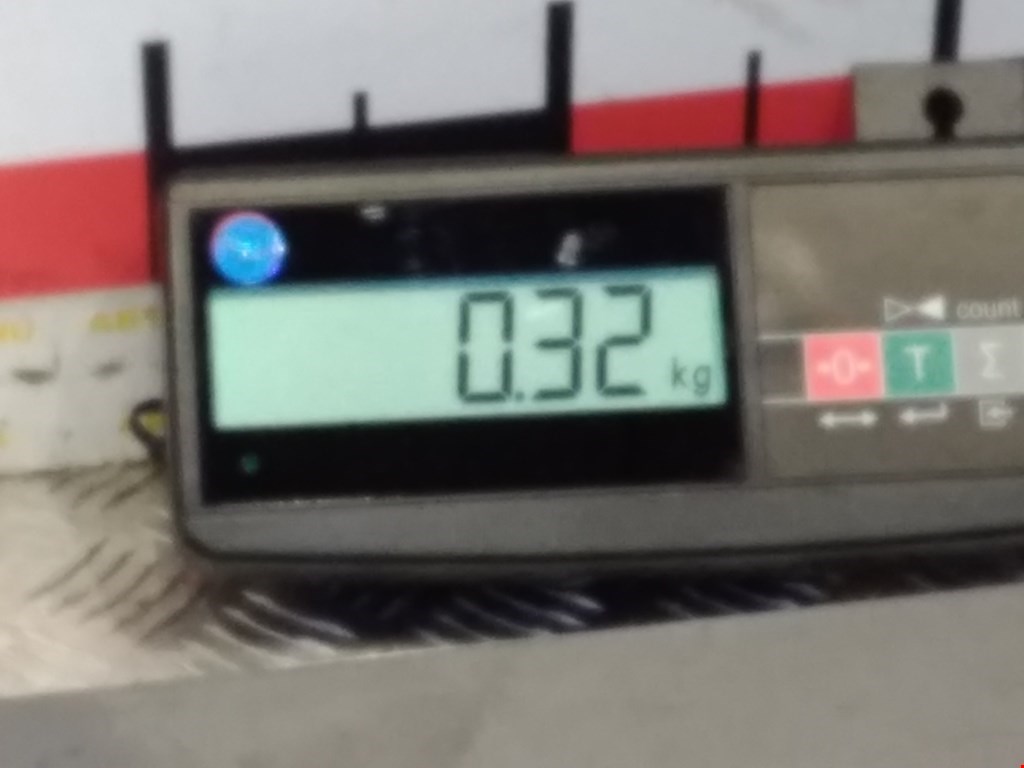 0.32 kg
count
→0← T Σ